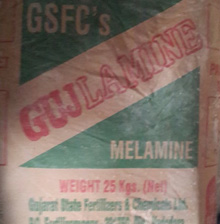 GSFC's
GUJLAMINE
MELAMINE
WEIGHT 25 Kgs. (Net)
Gujarat State Fertilizers & Chemicals Ltd.